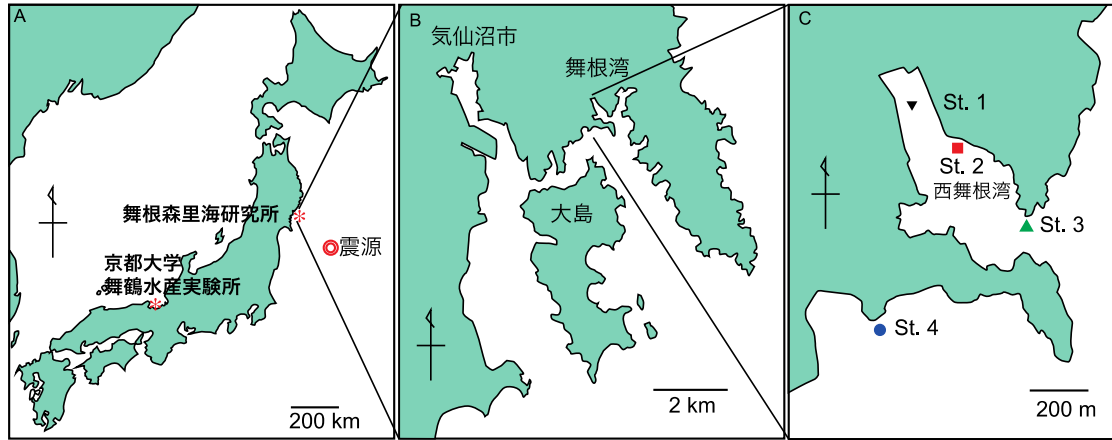 A
舞根森里海研究所
震源
京都大学
舞鶴水産実験所
200 km
B
気仙沼市
舞根湾
大島
2 km
C
St. 1
St. 2
西舞根湾
St. 3
St. 4
200 m